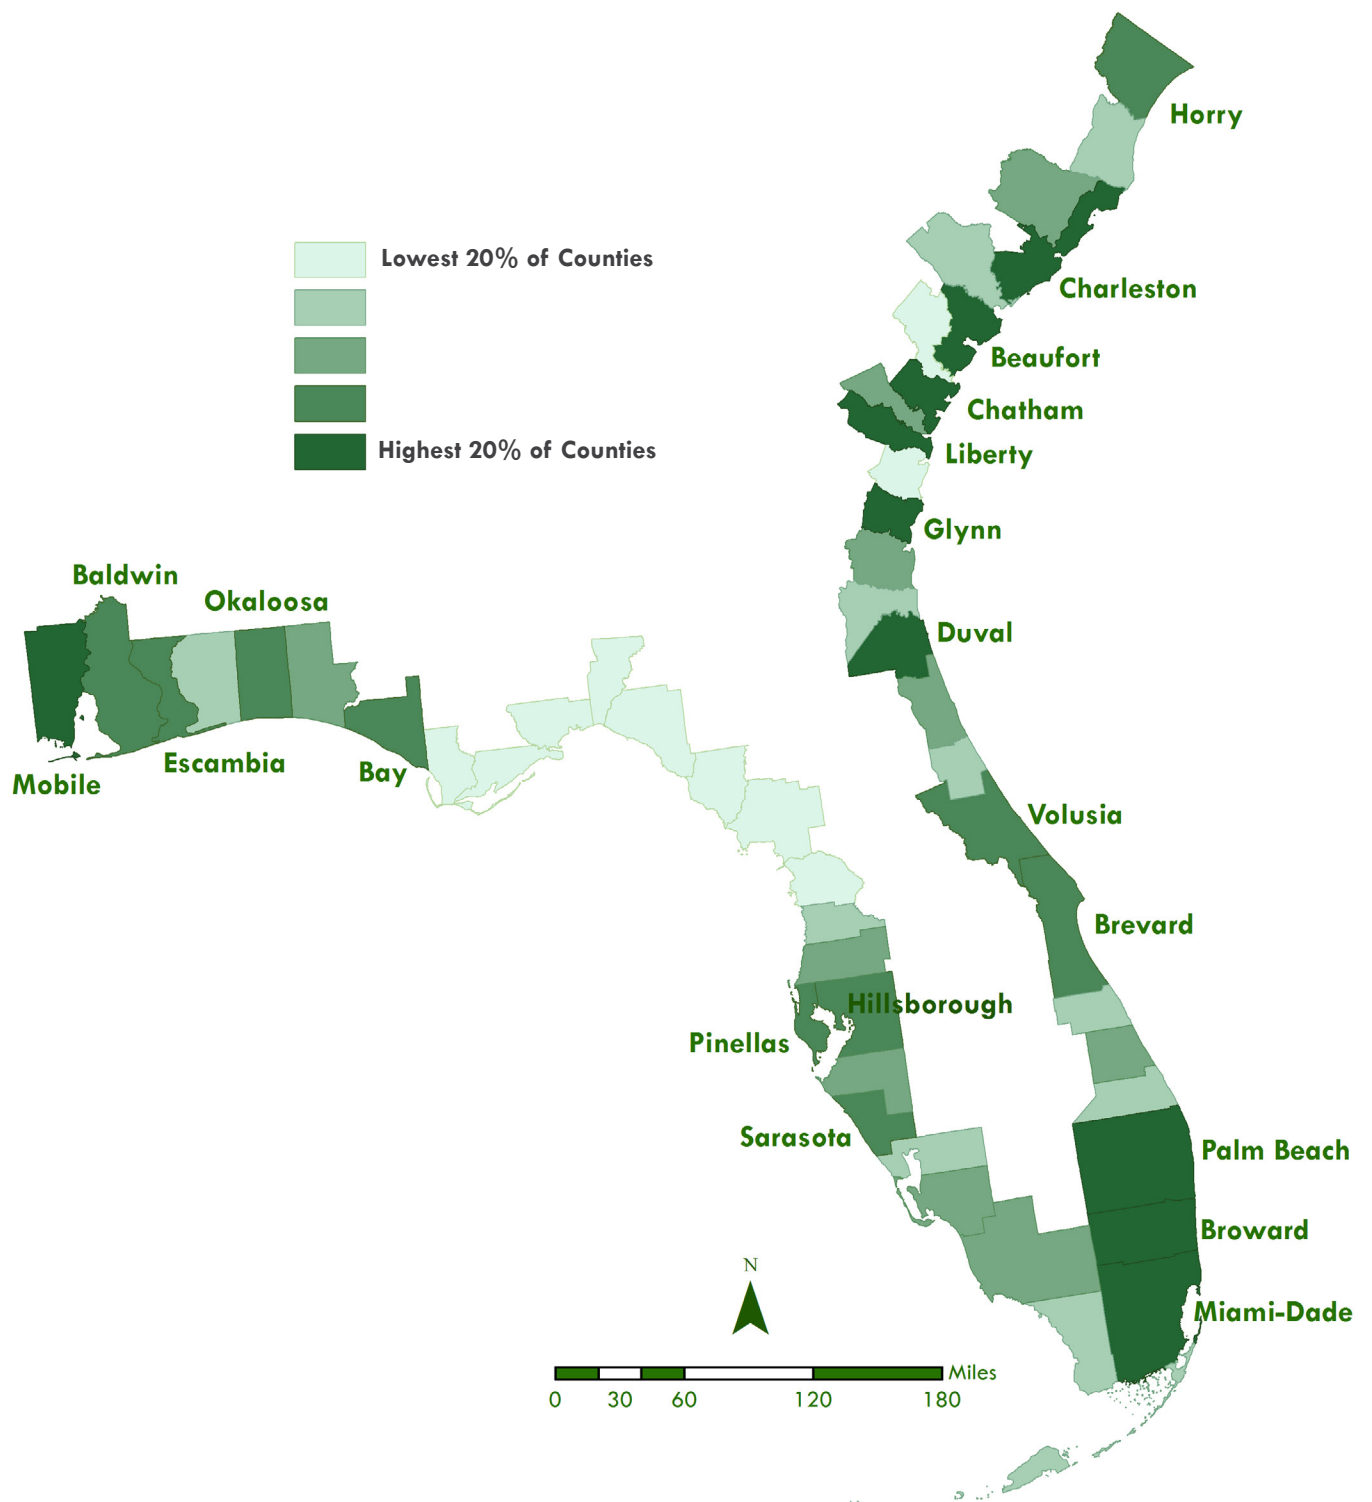 Horry
Lowest 20% of Counties
Charleston
Beaufort
Chatham
Highest 20% of Counties
Liberty
Glynn
Baldwin
Okaloosa
Duval
Escambia
Bay
Mobile
Volusia
Brevard
Hillsborough
Pinellas
Sarasota
Palm Beach
Broward
N
Miami-Dade
Miles
0 30 60 120 180